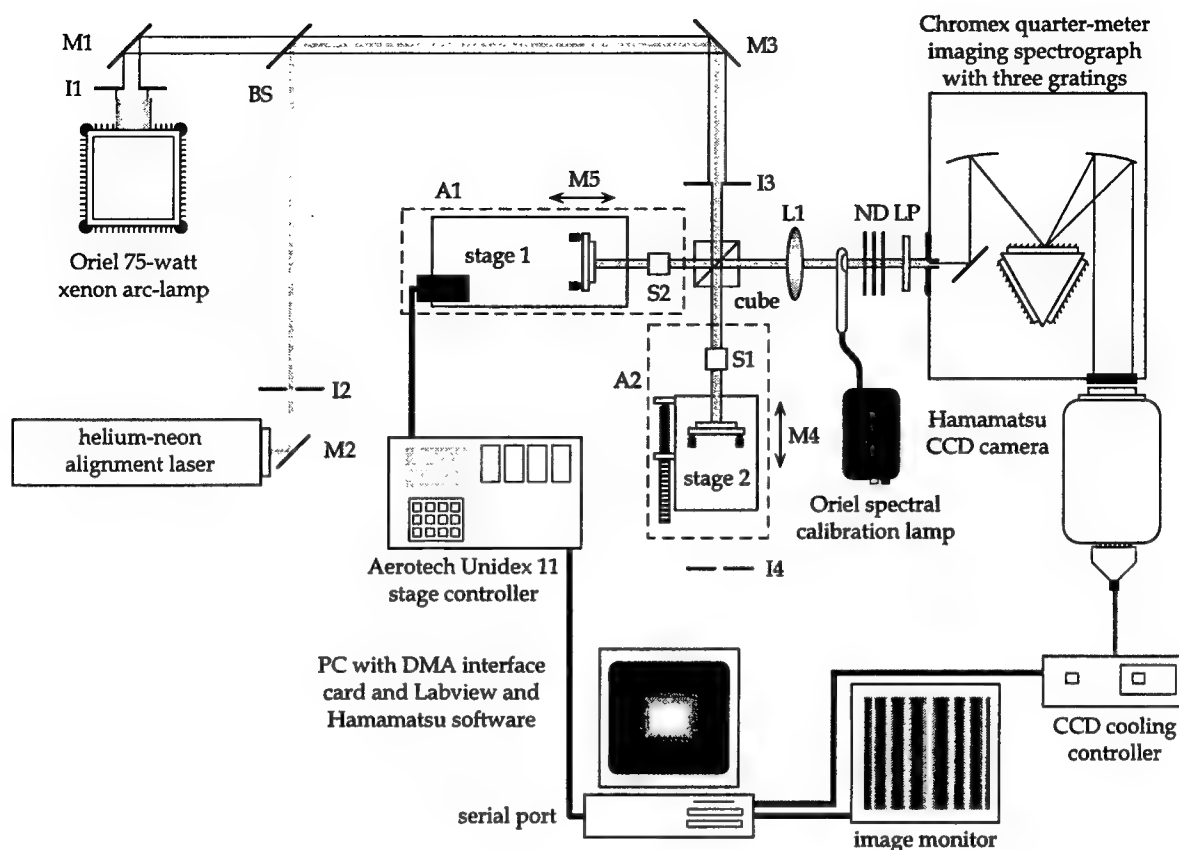 Chromex quarter-meter
imaging spectrograph
with three gratings
M1
M3
I1
BS
I3
A1
M5
L1
ND LP
stage 1
S2
cube
Oriel 75-watt
xenon arc-lamp
S1
A2
I2
M4
stage 2
helium-neon
alignment laser
M2
Hamamatsu
CCD camera
Oriel spectral
calibration lamp
Aerotech Unidex 11
stage controller
I4
PC with DMA interface
card and Labview and
Hamamatsu software
CCD cooling
controller
serial port
image monitor